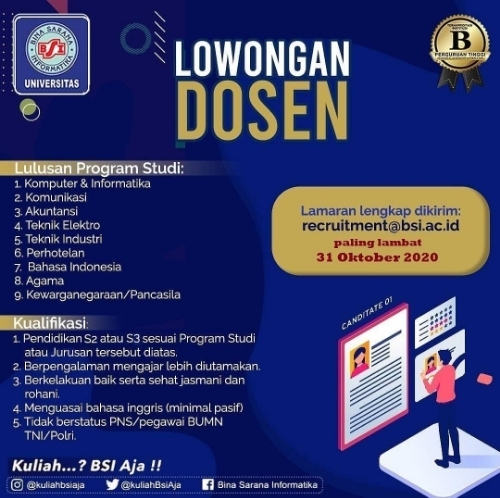 BINA SARANA
BSI
INFORMATIKA
UNIVERSITAS
B
PERGURUAN TINGGI
LOWONGAN
DOSEN
Lulusan Program Studi:
1. Komputer & Informatika
2. Komunikasi
3. Akuntansi
4. Teknik Elektro
5. Teknik Industri
6. Perhotelan
7. Bahasa Indonesia
8. Agama
9. Kewarganegaraan/Pancasila
Lamaran lengkap dikirim:
recruitment@bsi.ac.id
paling lambat
31 Oktober 2020
Kualifikasi:
1. Pendidikan S2 atau S3 sesuai Program Studi
atau Jurusan tersebut diatas.
2. Berpengalaman mengajar lebih diutamakan.
3. Berkelakuan baik serta sehat jasmani dan
rohani.
4. Menguasai bahasa inggris (minimal pasif)
5. Tidak berstatus PNS/pegawai BUMN
TNI/Polri.
CANDITATE 01
Kuliah...? BSI Aja !!
@kuliahbsiaja
@kuliahBsiAja
Bina Sarana Informatika